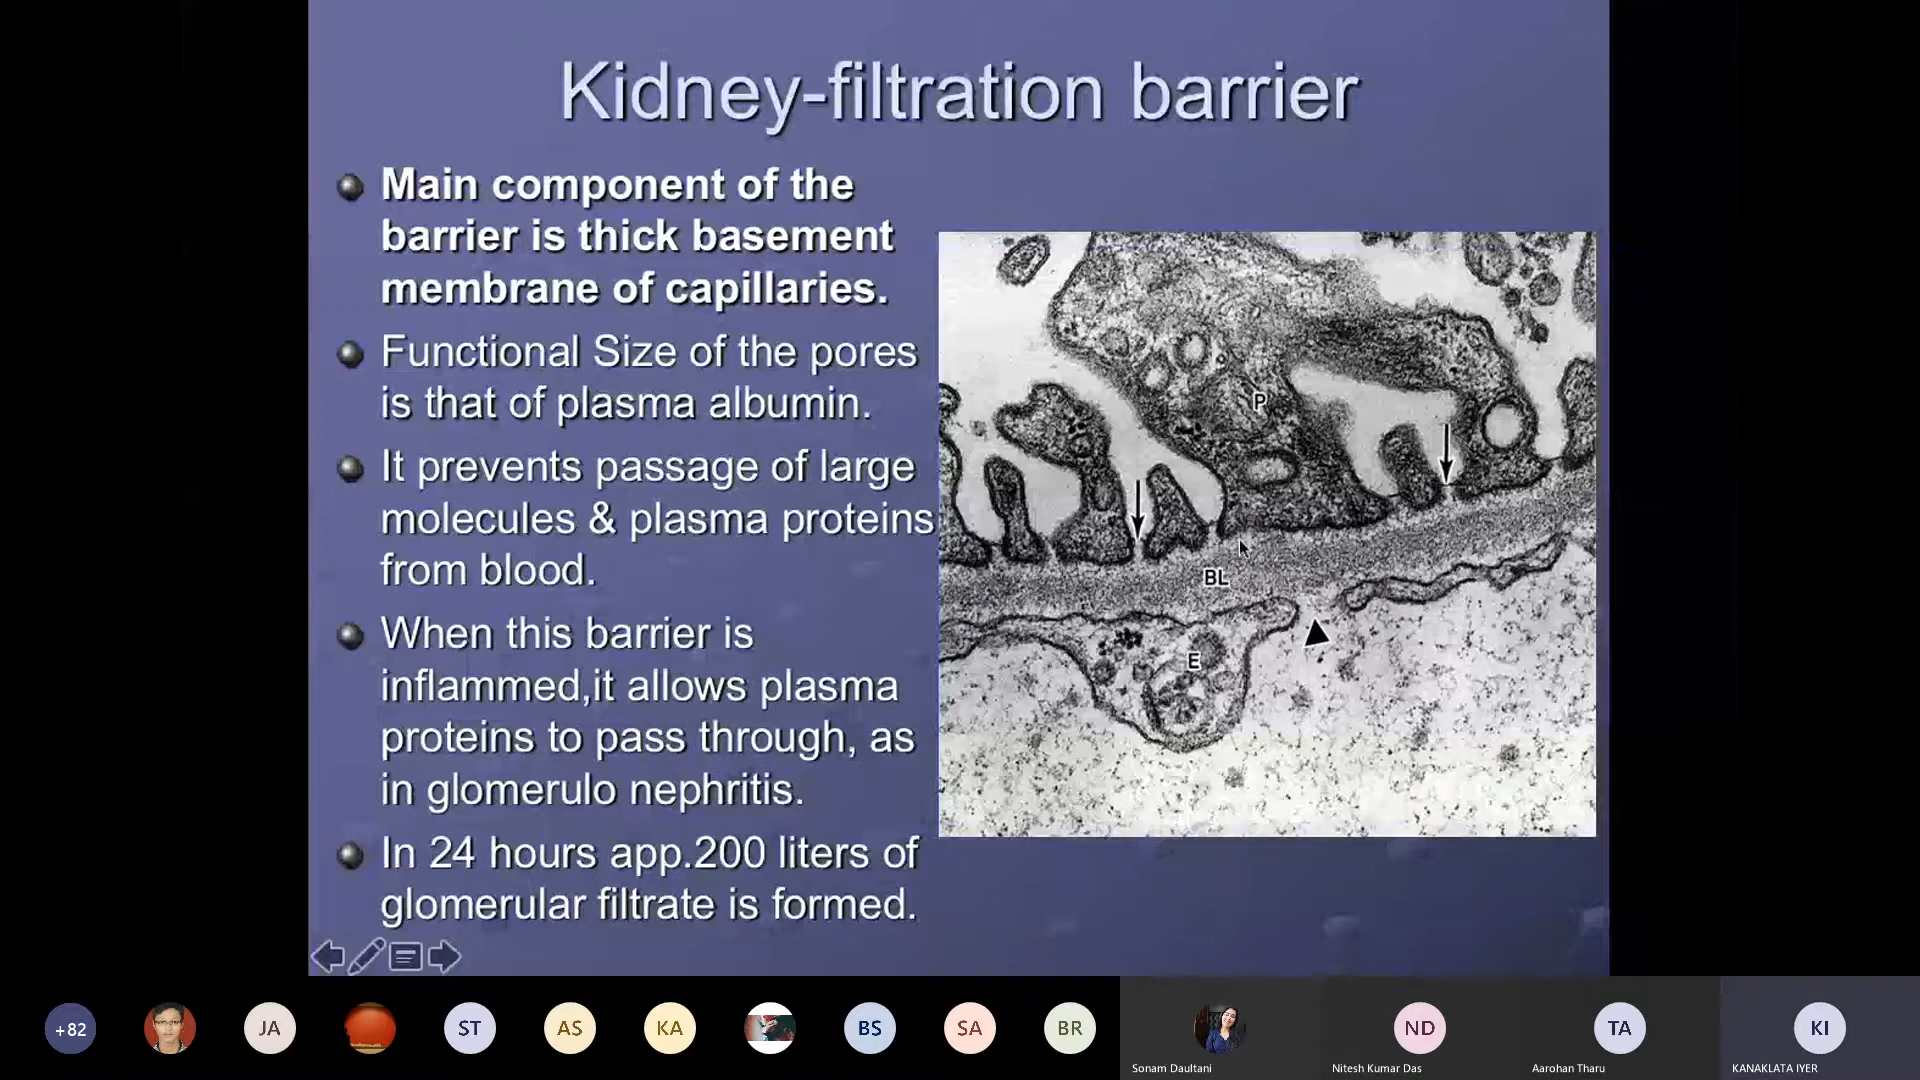 Kidney-filtration barrier
Main component of the
barrier is thick basement
membrane of capillaries.
Functional Size of the pores
is that of plasma albumin.
It prevents passage of large
molecules & plasma proteins
from blood.
When this barrier is
inflammed,it allows plasma
proteins to pass through, as
in glomerulo nephritis.
In 24 hours app.200 liters of
glomerular filtrate is formed.
P
BL
E
+82
JA
ST
AS
KA
BS
SA
BR
ND
TA
KI
Sonam Daultani
Nitesh Kumar Das
Aarohan Tharu
KANAKLATA IYER